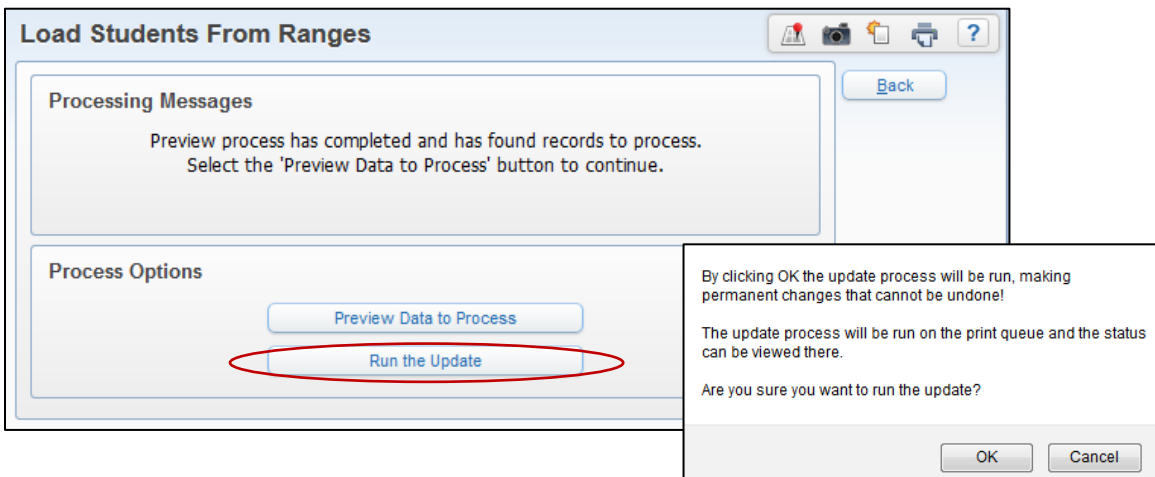 Load Students From Ranges
?
Back
Processing Messages
Preview process has completed and has found records to process.
Select the 'Preview Data to Process' button to continue.
Process Options
Preview Data to Process
Run the Update
By clicking OK the update process will be run, making
permanent changes that cannot be undone!
The update process will be run on the print queue and the status
can be viewed there.
Are you sure you want to run the update?
OK
Cancel